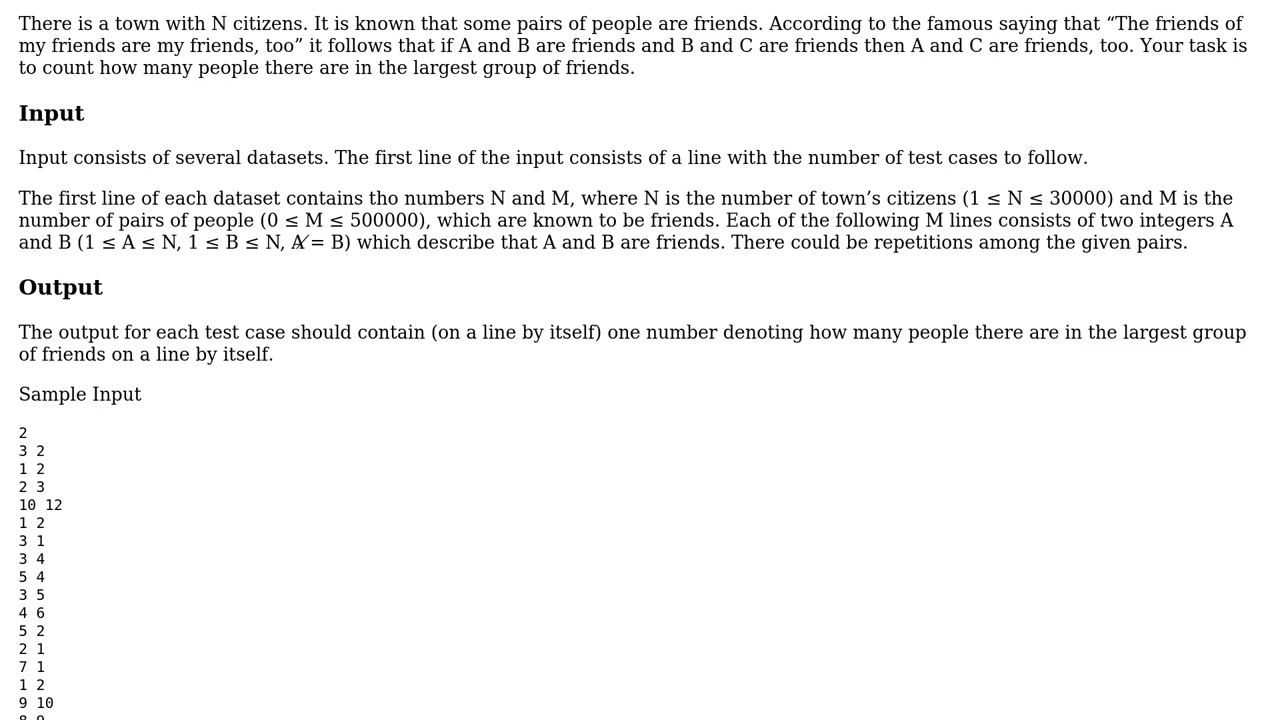 There is a town with N citizens. It is known that some pairs of people are friends. According to the famous saying that “The friends of
my friends are my friends, too” it follows that if A and B are friends and B and C are friends then A and C are friends, too. Your task is
to count how many people there are in the largest group of friends.
Input
Input consists of several datasets. The first line of the input consists of a line with the number of test cases to follow.
The first line of each dataset contains tho numbers N and M, where N is the number of town’s citizens (1 ≤ N ≤ 30000) and M is the
number of pairs of people (0 ≤ M ≤ 500000), which are known to be friends. Each of the following M lines consists of two integers A
and B (1 ≤ A ≤ N, 1 ≤ B ≤ N, A ̸= B) which describe that A and B are friends. There could be repetitions among the given pairs.
Output
The output for each test case should contain (on a line by itself) one number denoting how many people there are in the largest group
of friends on a line by itself.
Sample Input
2
3 2
1 2
2 3
10 12
1 2
3 1
3 4
5 4
3 5
4 6
5 2
2 1
7 1
1 2
9 10
8 9